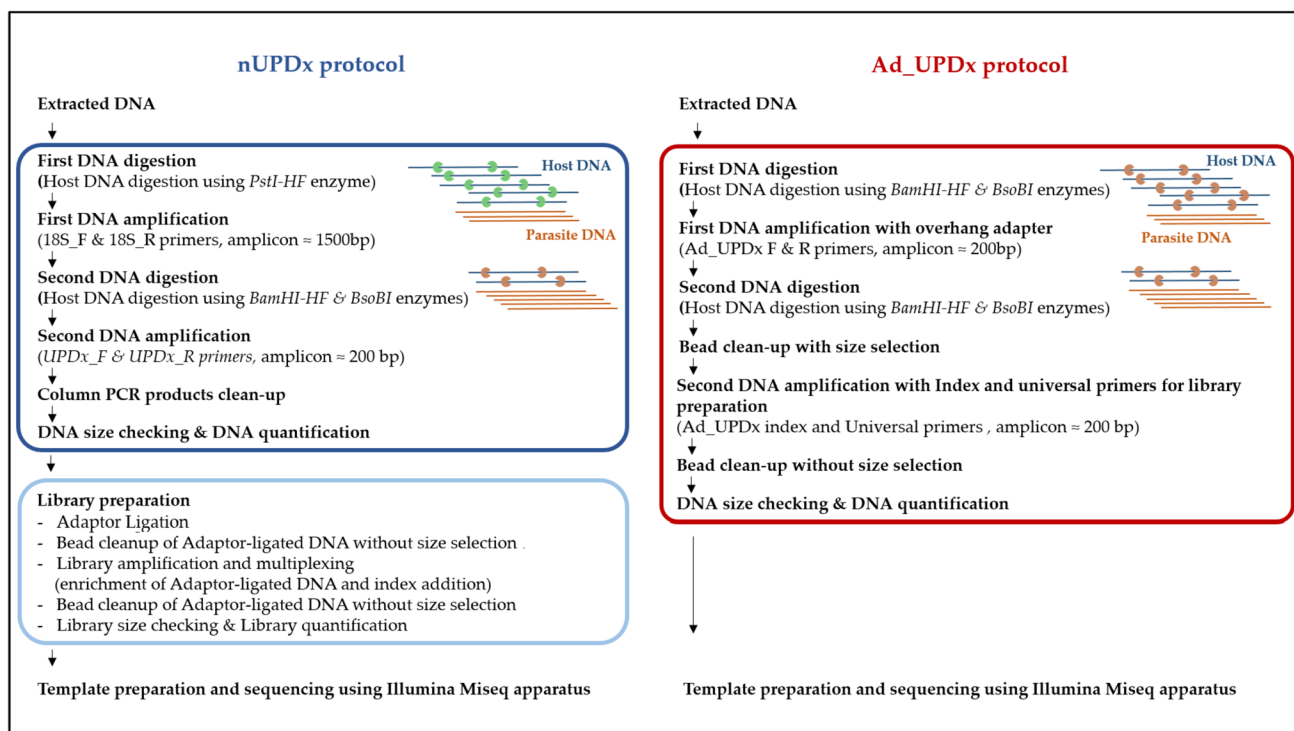 nUPDx protocol
Extracted DNA
First DNA digestion
(Host DNA digestion using PstI-HF enzyme)
Host DNA
First DNA amplification
(18S_F & 18S_R primers, amplicon ≈ 1500bp)
Parasite DNA
Second DNA digestion
(Host DNA digestion using BamHI-HF & BsoBI enzymes)
Second DNA amplification
(UPDx_F & UPDx_R primers, amplicon ≈ 200 bp)
Column PCR products clean-up
DNA size checking & DNA quantification
Library preparation
- Adaptor Ligation
- Bead cleanup of Adaptor-ligated DNA without size selection .
- Library amplification and multiplexing
(enrichment of Adaptor-ligated DNA and index addition)
- Bead cleanup of Adaptor-ligated DNA without size selection
- Library size checking & Library quantification
Template preparation and sequencing using Illumina Miseq apparatus
Ad_UPDx protocol
Extracted DNA
First DNA digestion
(Host DNA digestion using BamHI-HF & BsoBI enzymes)
Host DNA
First DNA amplification with overhang adapter
(Ad_UPDx F & R primers, amplicon ≈ 200bp)
Parasite DNA
Second DNA digestion
(Host DNA digestion using BamHI-HF & BsoBI enzymes)
Bead clean-up with size selection
Second DNA amplification with Index and universal primers for library
preparation
(Ad_UPDx index and Universal primers , amplicon ≈ 200 bp)
Bead clean-up without size selection
DNA size checking & DNA quantification
Template preparation and sequencing using Illumina Miseq apparatus